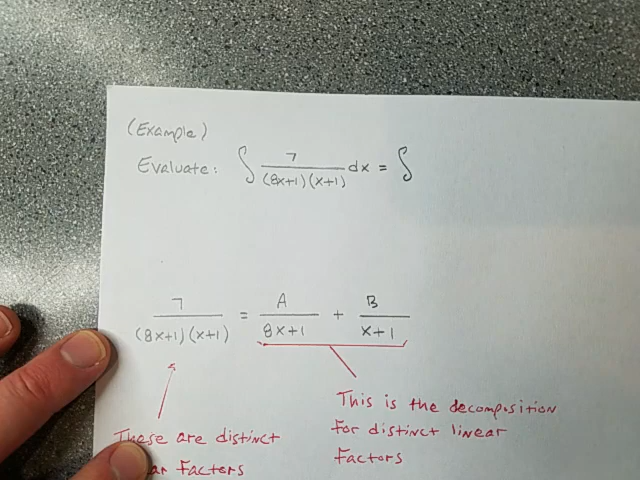 (Example)
Evaluate: ∫ 7/((8x+1)(x+1)) dx = ∫
7/((8x+1)(x+1)) = A/(8x+1) + B/(x+1)
This is the decomposition
for distinct linear
Factors
These are distinct
Factors